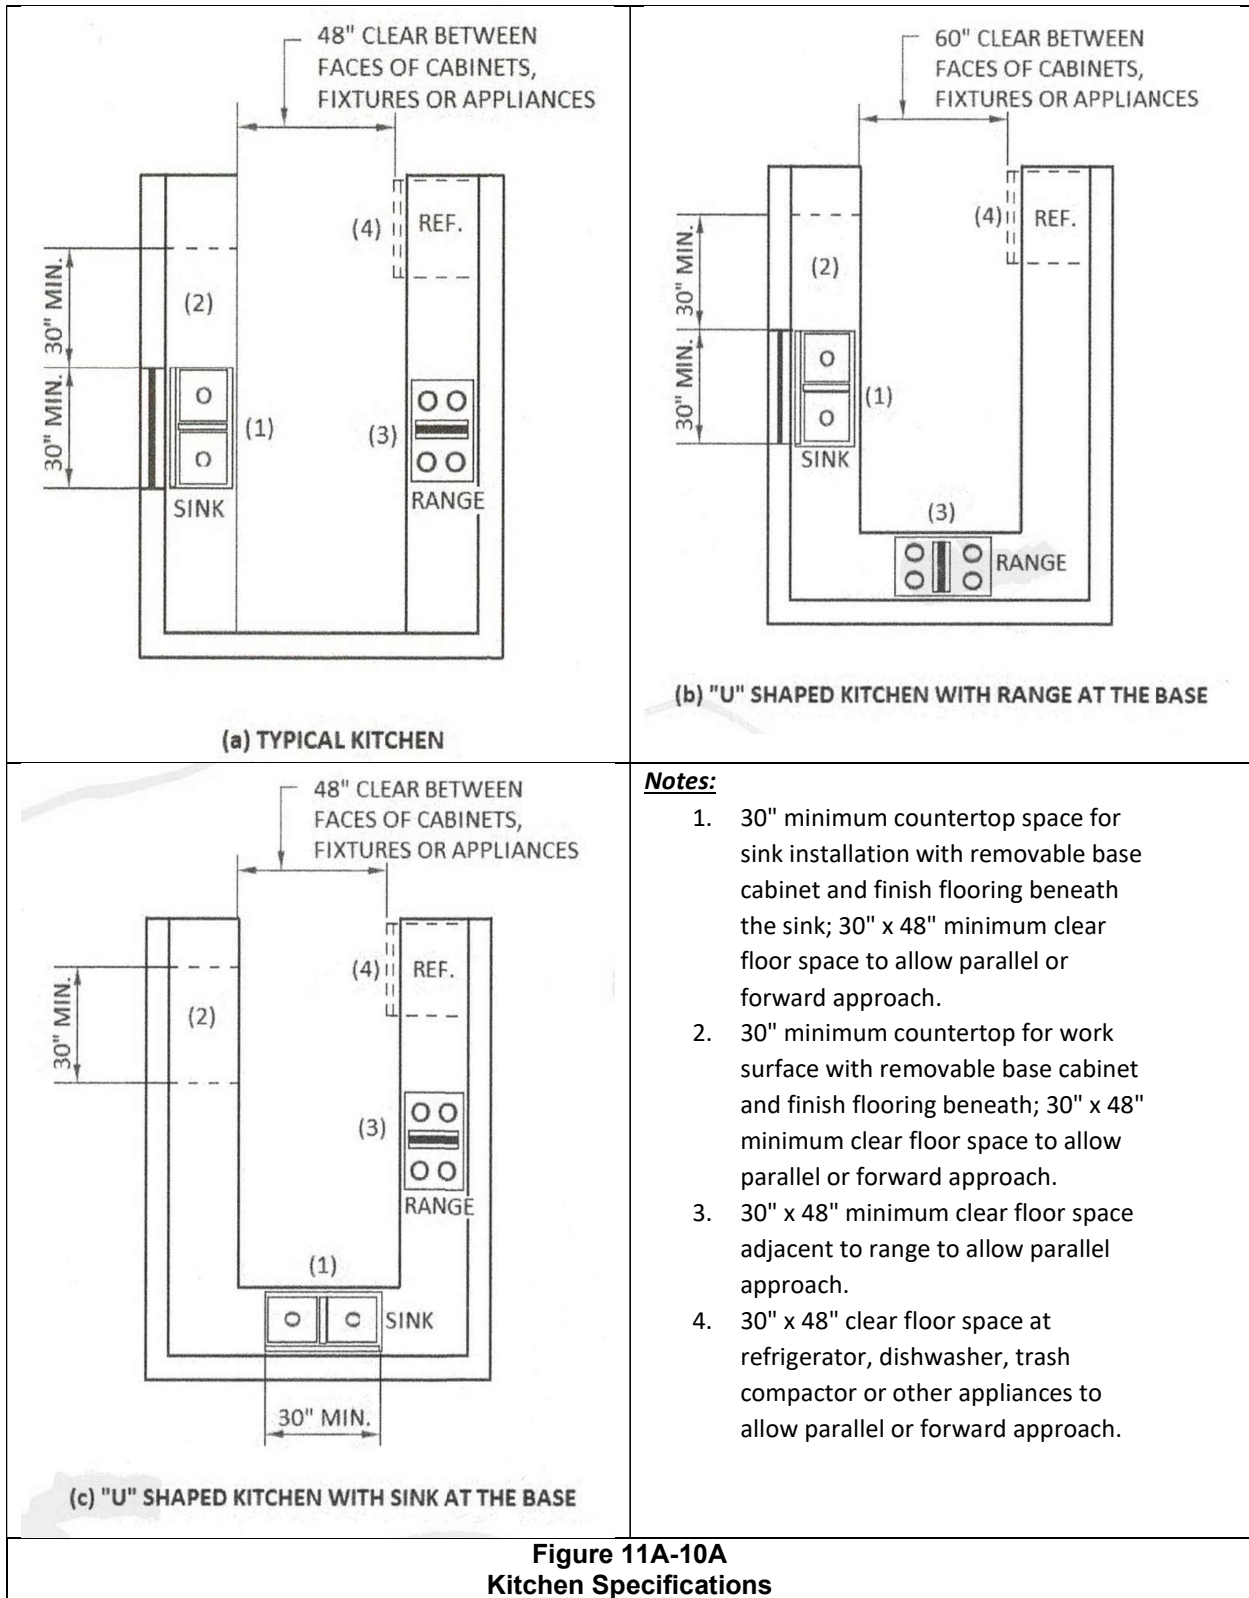 48" CLEAR BETWEEN
FACES OF CABINETS,
FIXTURES OR APPLIANCES
(4)
REF.
30" MIN.
(2)
30" MIN.
(1)
(3)
SINK
RANGE
(a) TYPICAL KITCHEN
60" CLEAR BETWEEN
FACES OF CABINETS,
FIXTURES OR APPLIANCES
(4)
REF.
30" MIN.
(2)
30" MIN.
(1)
SINK
(3)
RANGE
(b) "U" SHAPED KITCHEN WITH RANGE AT THE BASE
48" CLEAR BETWEEN
FACES OF CABINETS,
FIXTURES OR APPLIANCES
(4)
REF.
30" MIN.
(2)
(3)
RANGE
(1)
SINK
30" MIN.
(c) "U" SHAPED KITCHEN WITH SINK AT THE BASE
Notes:
1. 30" minimum countertop space for
sink installation with removable base
cabinet and finish flooring beneath
the sink; 30" x 48" minimum clear
floor space to allow parallel or
forward approach.
2. 30" minimum countertop for work
surface with removable base cabinet
and finish flooring beneath; 30" x 48"
minimum clear floor space to allow
parallel or forward approach.
3. 30" x 48" minimum clear floor space
adjacent to range to allow parallel
approach.
4. 30" x 48" clear floor space at
refrigerator, dishwasher, trash
compactor or other appliances to
allow parallel or forward approach.
Figure 11A-10A
Kitchen Specifications